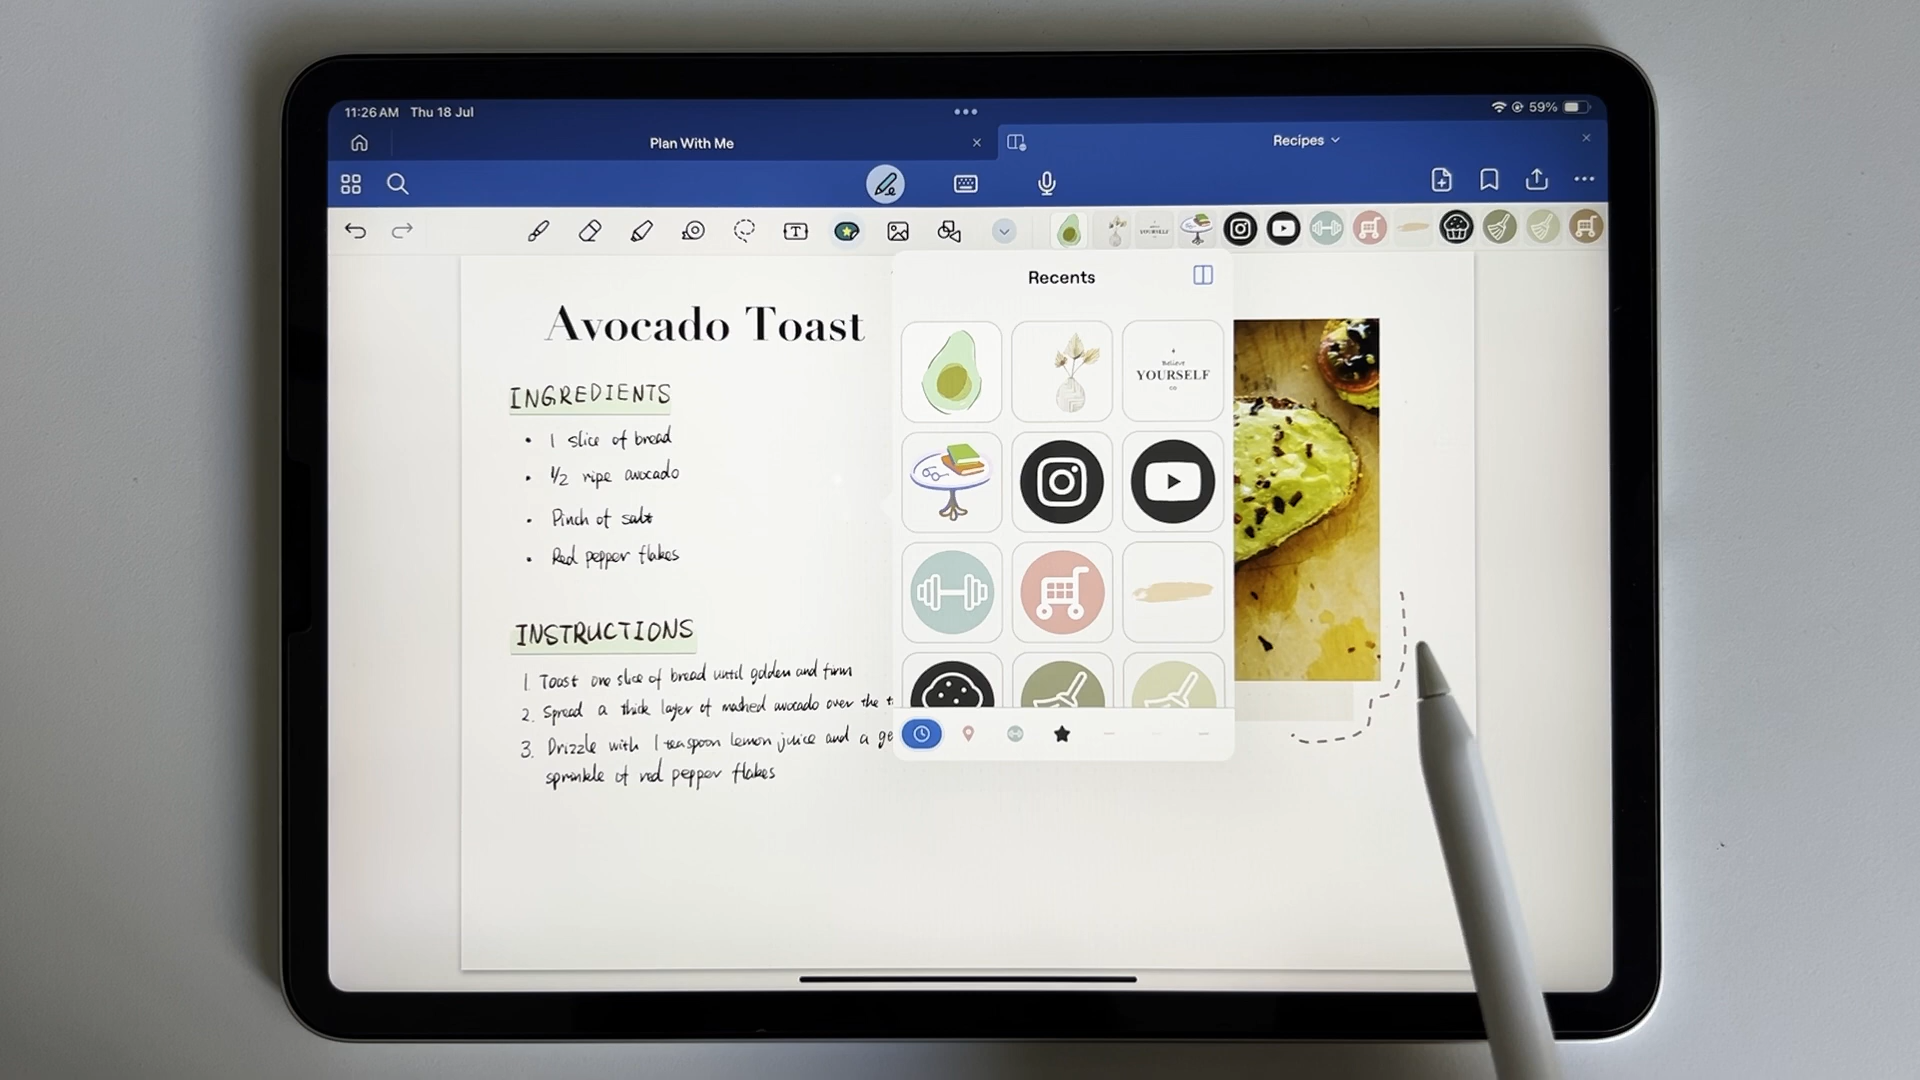 11:26 AM Thu 18 Jul
59%
Plan With Me
Recipes
T
Recents
Avocado Toast
INGREDIENTS
• 1 slice of bread
• 1/2 ripe avocado
• Pinch of salt
• Red pepper flakes
INSTRUCTIONS
1. Toast one slice of bread until golden and firm
2. Spread a thick layer of mashed avocado over the t
3. Drizzle with 1 teaspoon lemon juice and a ge
sprinkle of red pepper flakes
Believe
YOURSELF